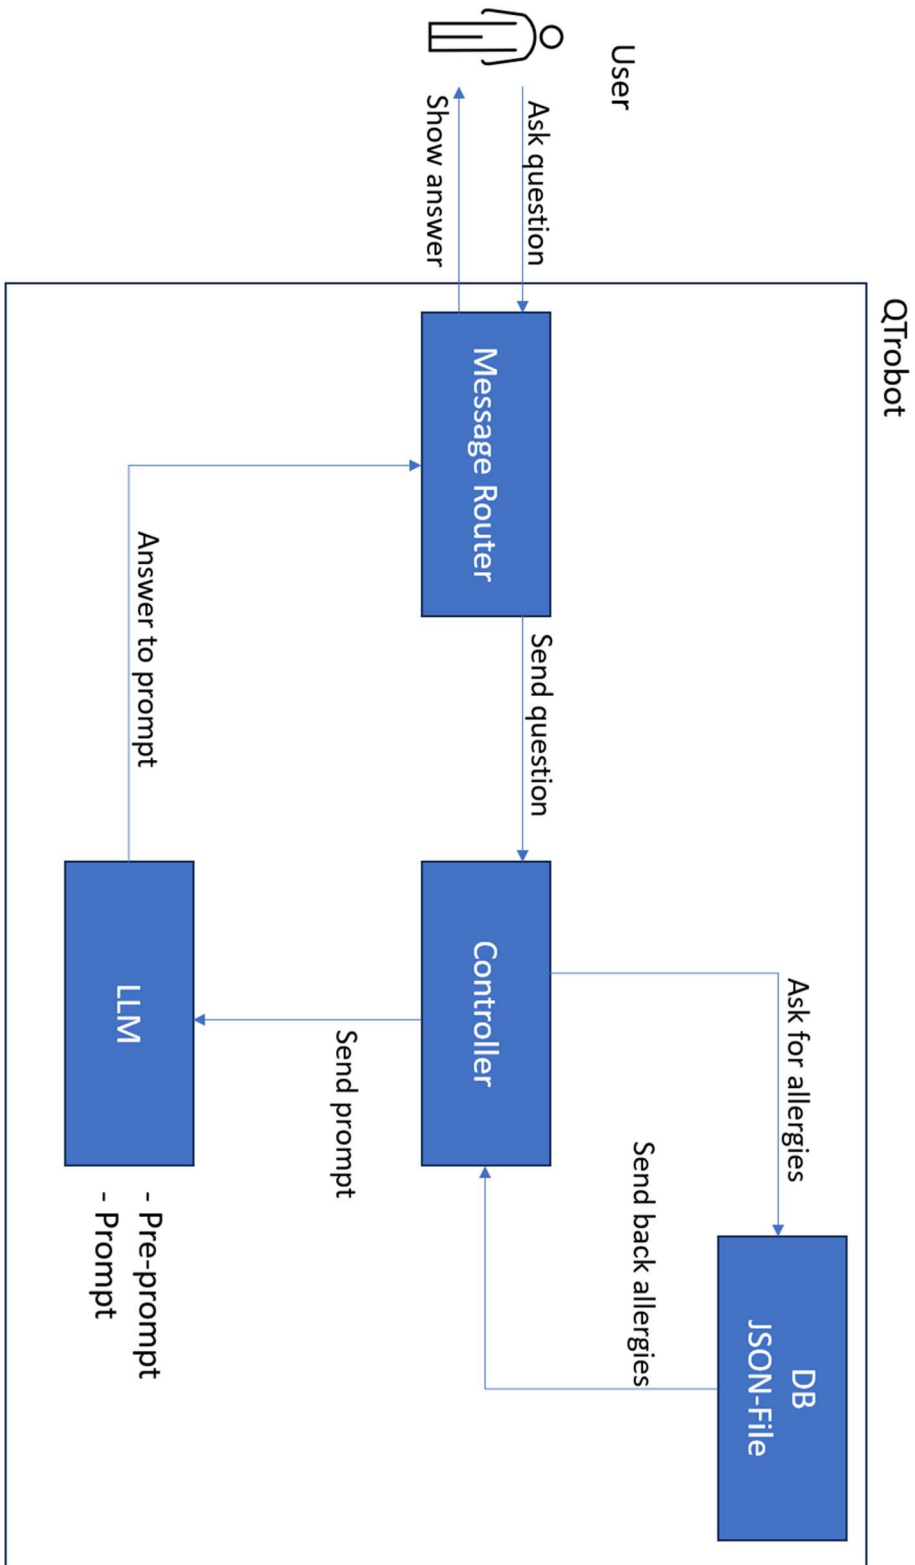 QTrobot
User
Ask question
Show answer
Message Router
Send question
Controller
Ask for allergies
Send back allergies
DB
JSON-File
Send prompt
LLM
- Pre-prompt
- Prompt
Answer to prompt